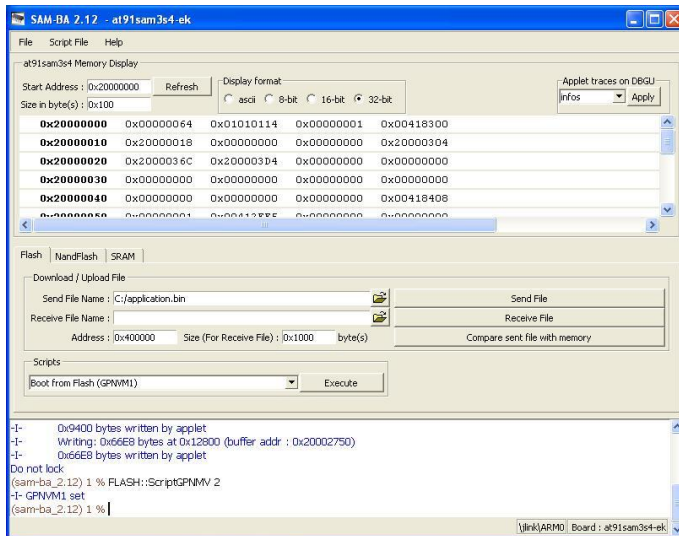 SAM-BA 2.12 - at91sam3s4-ek
File Script File Help
at91sam3s4 Memory Display
Start Address : 0x20000000 Refresh
Size in byte(s) : 0x100
Display format
ascii 8-bit 16-bit 32-bit
Applet traces on DBGU
infos Apply
0x20000000 0x00000064 0x01010114 0x00000001 0x00418300
0x20000010 0x20000018 0x00000000 0x00000000 0x20000304
0x20000020 0x2000036C 0x200003D4 0x00000000 0x00000000
0x20000030 0x00000000 0x00000000 0x00000000 0x00000000
0x20000040 0x00000000 0x00000000 0x00000000 0x00418408
Flash NandFlash SRAM
Download / Upload File
Send File Name : C:/application.bin Send File
Receive File Name : Receive File
Address : 0x400000 Size (For Receive File) : 0x1000 byte(s) Compare sent file with memory
Scripts
Boot from Flash (GPNVM1) Execute
-I- 0x9400 bytes written by applet
-I- Writing: 0x66E8 bytes at 0x12800 (buffer addr : 0x20002750)
-I- 0x66E8 bytes written by applet
Do not lock
(sam-ba_2.12) 1 % FLASH::ScriptGPNMV 2
-I- GPNVM1 set
(sam-ba_2.12) 1 %
\jlink\ARM0 Board : at91sam3s4-ek